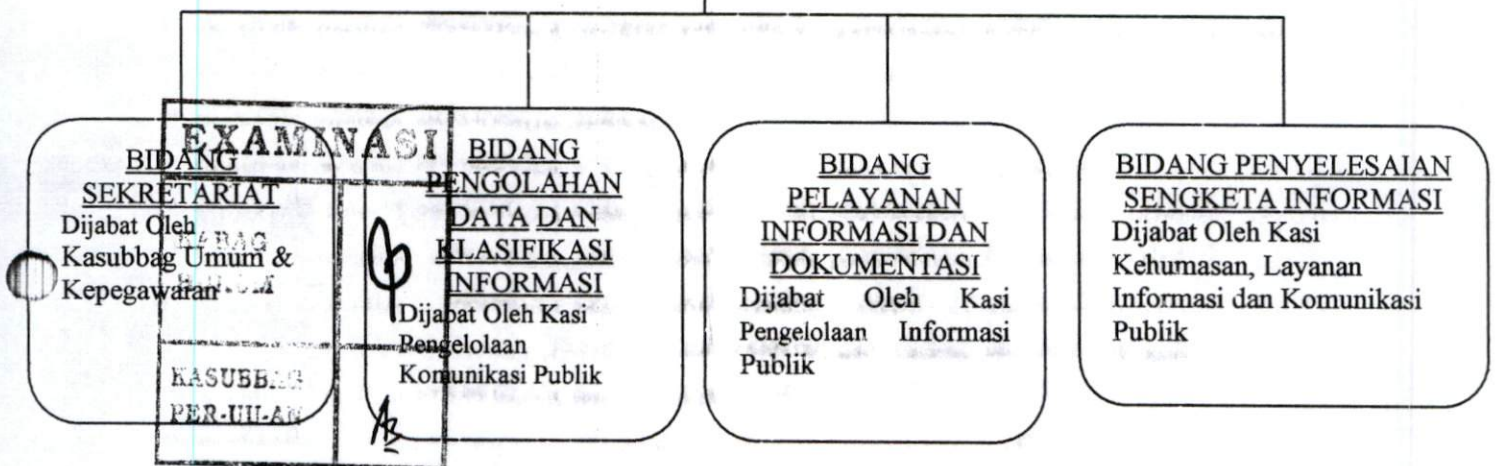 BIDANG
SEKRETARIAT
Dijabat Oleh
Kasubbag Umum &
Kepegawaran
EXAMINASI
KABAG
KASUBBAG
PER-UU-AN
BIDANG
PENGOLAHAN
DATA DAN
KLASIFIKASI
INFORMASI
Dijabat Oleh Kasi
Pengelolaan
Komunikasi Publik
BIDANG
PELAYANAN
INFORMASI DAN
DOKUMENTASI
Dijabat Oleh Kasi
Pengelolaan Informasi
Publik
BIDANG PENYELESAIAN
SENGKETA INFORMASI
Dijabat Oleh Kasi
Kehumasan, Layanan
Informasi dan Komunikasi
Publik